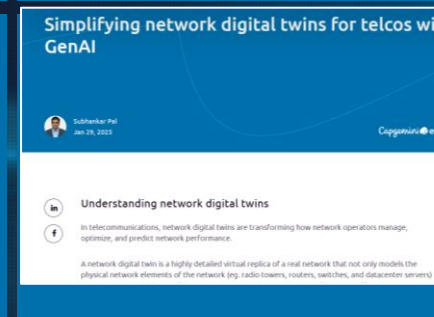 Simplifying network digital twins for telcos wi
GenAI
Subhankar Pal
Jan 29, 2025
Capgemini e
in
f
Understanding network digital twins
In telecommunications, network digital twins are transforming how network operators manage,
optimize, and predict network performance.
A network digital twin is a highly detailed virtual replica of a real network that not only models the
physical network elements of the network (eg. radio towers, routers, switches, and datacenter servers)